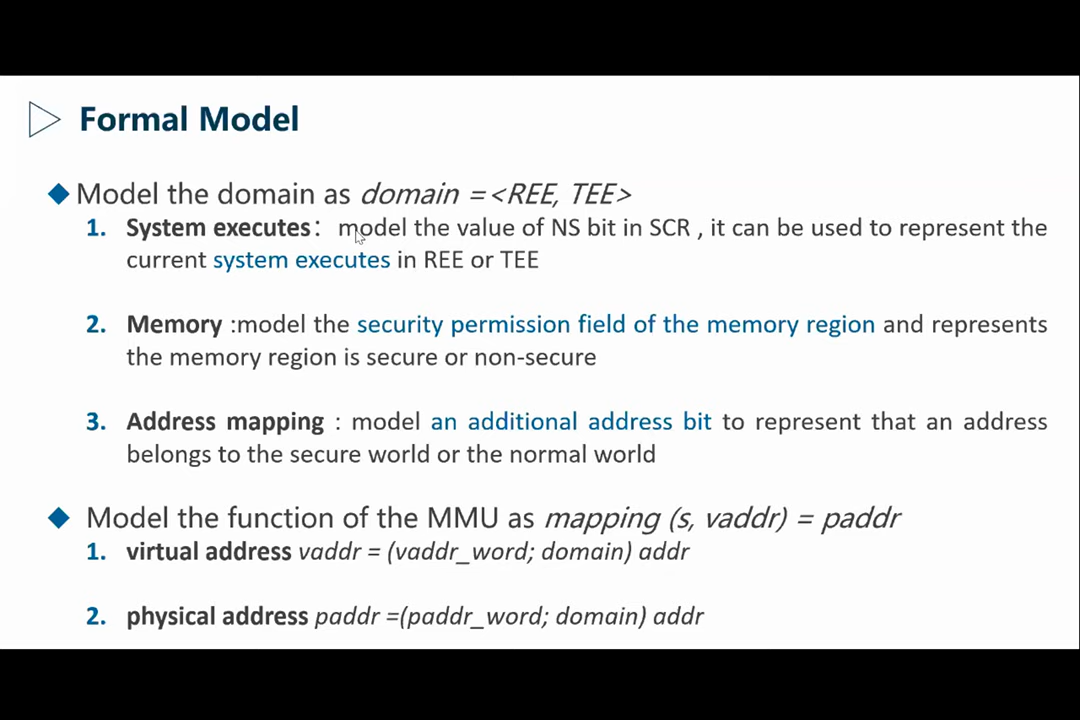 Formal Model
Model the domain as domain =<REE, TEE>
1. System executes： model the value of NS bit in SCR , it can be used to represent the
current system executes in REE or TEE
2. Memory :model the security permission field of the memory region and represents
the memory region is secure or non-secure
3. Address mapping : model an additional address bit to represent that an address
belongs to the secure world or the normal world
Model the function of the MMU as mapping (s, vaddr) = paddr
1. virtual address vaddr = (vaddr_word; domain) addr
2. physical address paddr =(paddr_word; domain) addr